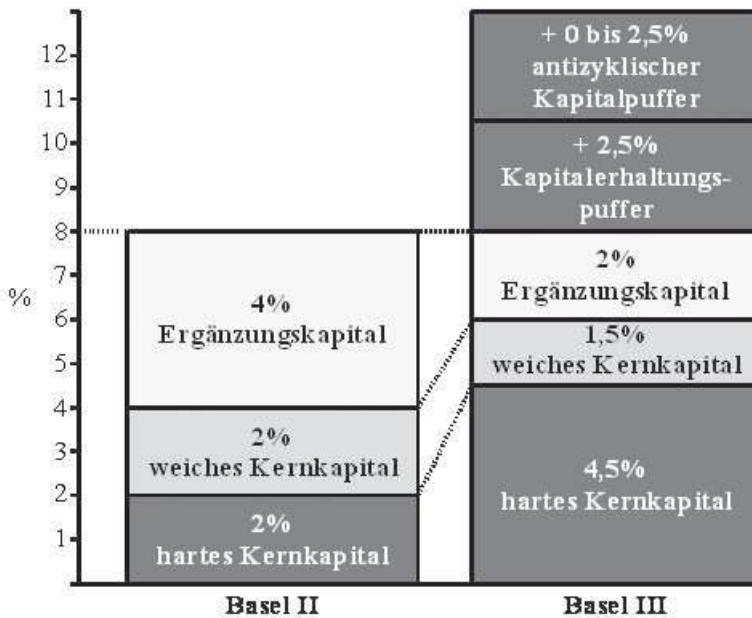 %
12
11
10
9
8
7
6
5
4
3
2
1
4%
Ergänzungskapital
2%
weiches Kernkapital
2%
hartes Kernkapital
Basel II
+ 0 bis 2,5%
antizyklischer
Kapitalpuffer
+ 2,5%
Kapitalerhaltungs-
puffer
2%
Ergänzungskapital
1,5%
weiches Kernkapital
4,5%
hartes Kernkapital
Basel III